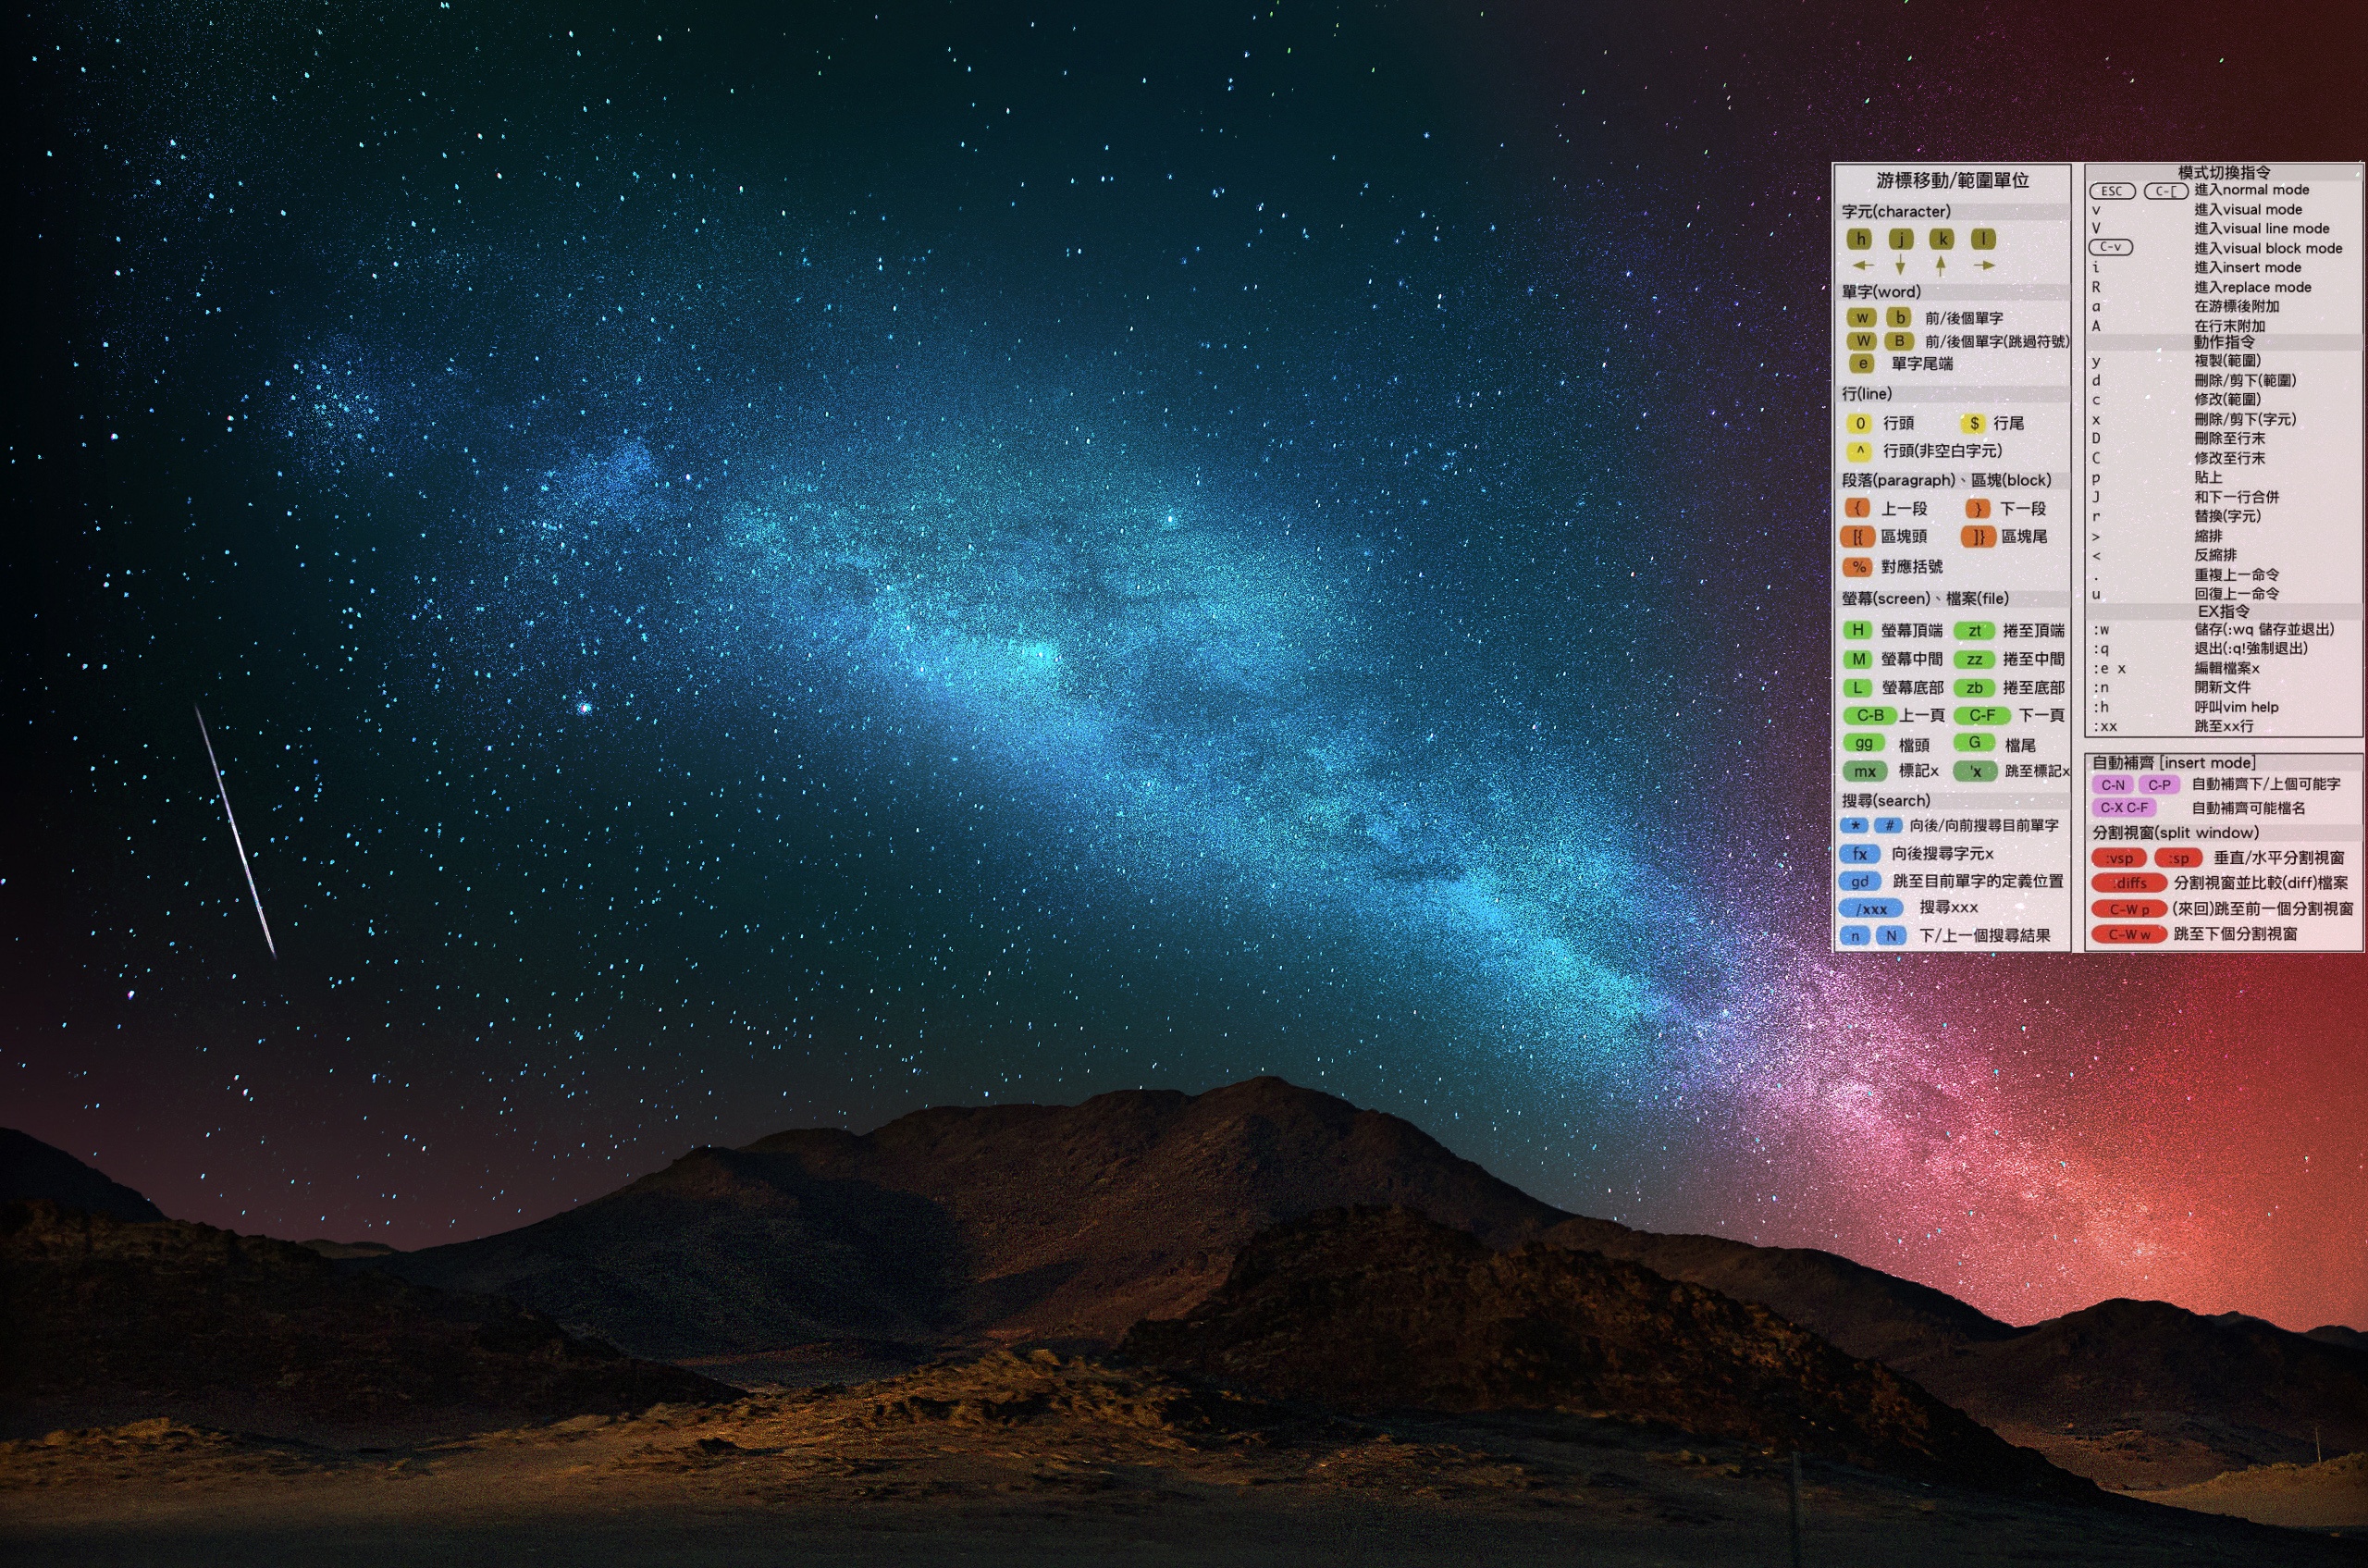 游標移動/範圍單位
字元(character)
h j k l
← ↓ ↑ →
單字(word)
w b 前/後個單字
W B 前/後個單字(跳過符號)
e 單字尾端
行(line)
0 行頭 $ 行尾
^ 行頭(非空白字元)
段落(paragraph)、區塊(block)
{ 上一段 } 下一段
[{ 區塊頭 ]} 區塊尾
% 對應括號
螢幕(screen)、檔案(file)
H 螢幕頂端 zt 捲至頂端
M 螢幕中間 zz 捲至中間
L 螢幕底部 zb 捲至底部
C-B 上一頁 C-F 下一頁
gg 檔頭 G 檔尾
mx 標記x 'x 跳至標記x
搜尋(search)
* # 向後/向前搜尋目前單字
fx 向後搜尋字元x
gd 跳至目前單字的定義位置
/xxx 搜尋xxx
n N 下/上一個搜尋結果
模式切換指令
ESC C-[ 進入normal mode
v 進入visual mode
V 進入visual line mode
C-v 進入visual block mode
i 進入insert mode
R 進入replace mode
a 在游標後附加
A 在行末附加
動作指令
y 複製(範圍)
d 刪除/剪下(範圍)
c 修改(範圍)
x 刪除/剪下(字元)
D 刪除至行末
C 修改至行末
p 貼上
J 和下一行合併
r 替換(字元)
> 縮排
< 反縮排
. 重複上一命令
u 回復上一命令
EX指令
:w 儲存(:wq 儲存並退出)
:q 退出(:q!強制退出)
:e x 編輯檔案x
:n 開新文件
:h 呼叫vim help
:xx 跳至xx行
自動補齊 [insert mode]
C-N C-P 自動補齊下/上個可能字
C-X C-F 自動補齊可能檔名
分割視窗(split window)
:vsp :sp 垂直/水平分割視窗
:diffs 分割視窗並比較(diff)檔案
C-W p (來回)跳至前一個分割視窗
C-W w 跳至下個分割視窗